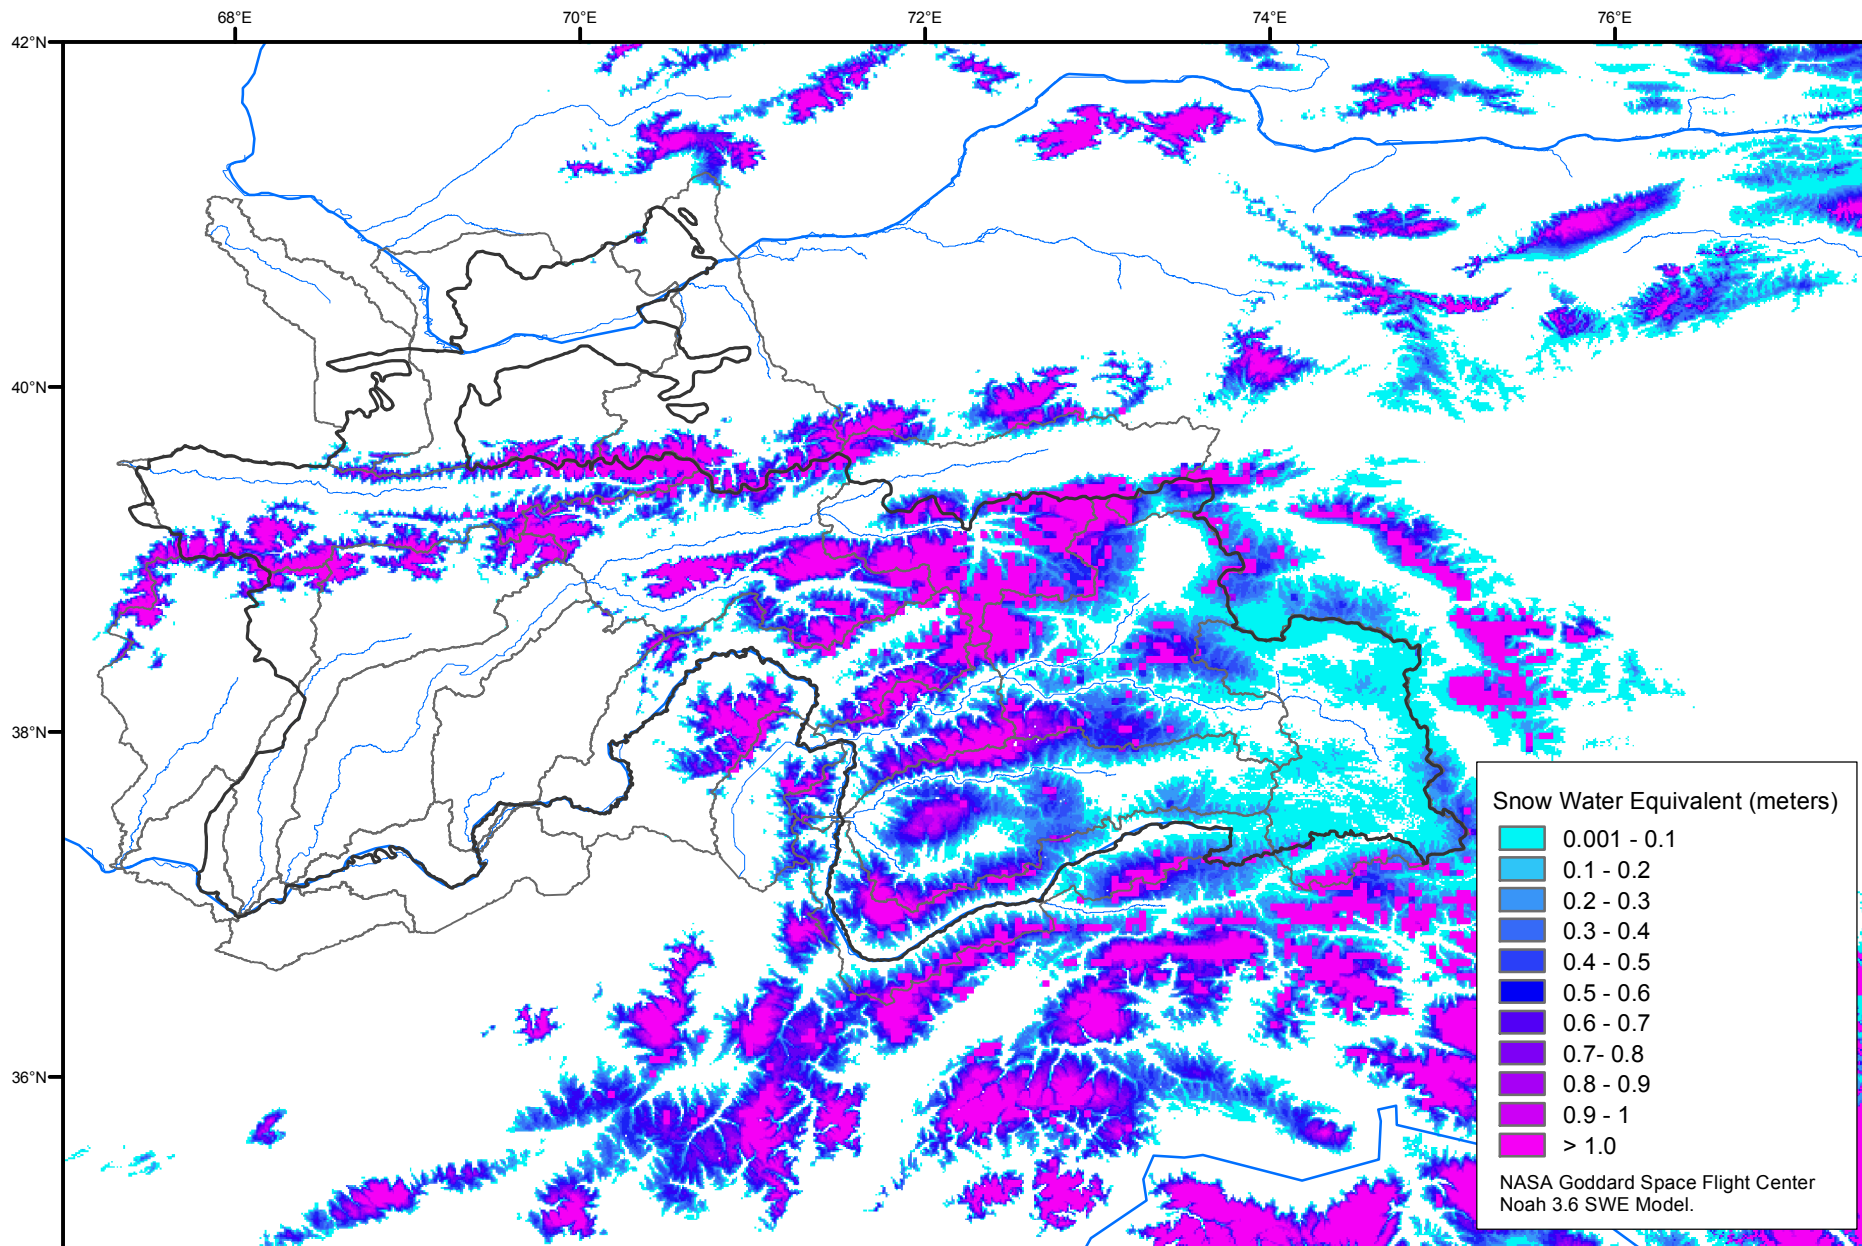 68°E 70°E 72°E 74°E 76°E
42°N
40°N
38°N
36°N
Snow Water Equivalent (meters)
0.001 - 0.1
0.1 - 0.2
0.2 - 0.3
0.3 - 0.4
0.4 - 0.5
0.5 - 0.6
0.6 - 0.7
0.7- 0.8
0.8 - 0.9
0.9 - 1
> 1.0
NASA Goddard Space Flight Center
Noah 3.6 SWE Model.